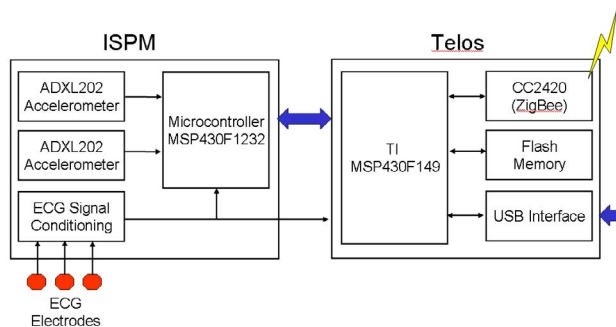 ISPM
Telos
ADXL202
Accelerometer
ADXL202
Accelerometer
Microcontroller
MSP430F1232
ECG Signal
Conditioning
ECG
Electrodes
TI
MSP430F149
CC2420
(ZigBee)
Flash
Memory
USB Interface